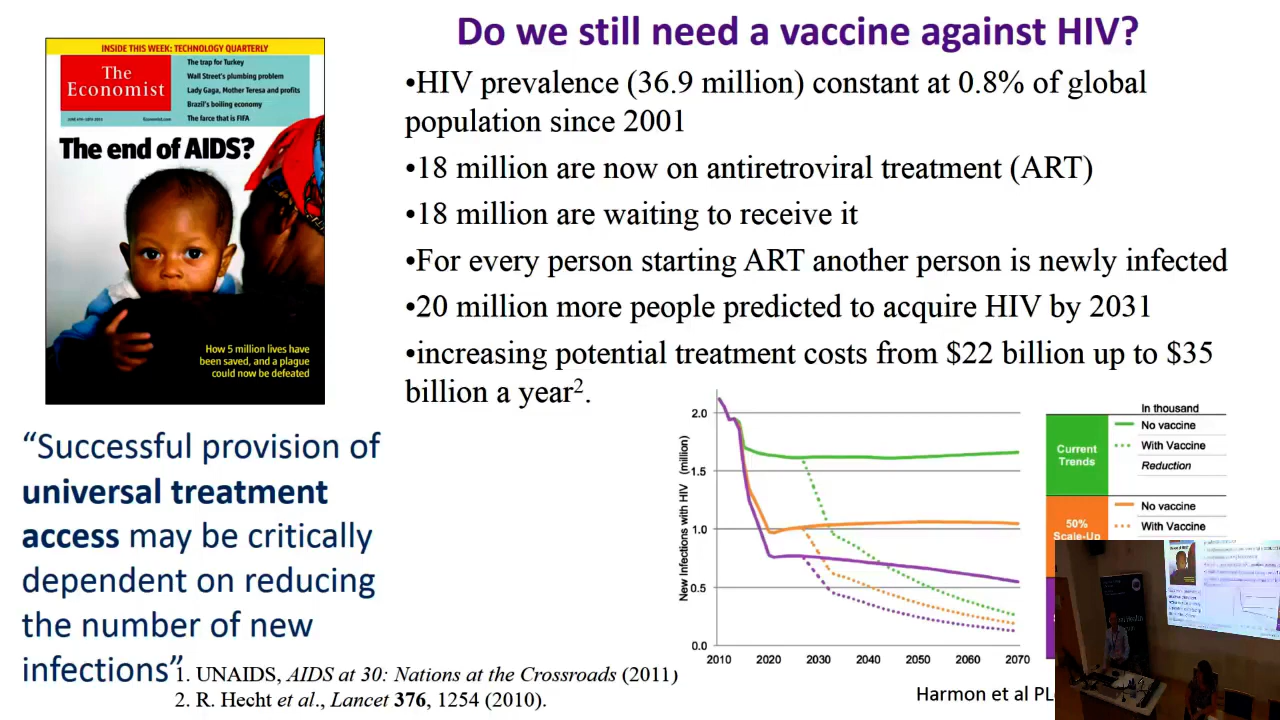 Do we still need a vaccine against HIV?
INSIDE THIS WEEK: TECHNOLOGY QUARTERLY
The
Economist
The trap for Turkey
Wall Street's plumbing problem
Lady Gaga, Mother Teresa and profits
Brazil's boiling economy
The farce that is FIFA
Economist.com
The end of AIDS?
How 5 million lives have
been saved, and a plague
could now be defeated
•HIV prevalence (36.9 million) constant at 0.8% of global
population since 2001
•18 million are now on antiretroviral treatment (ART)
•18 million are waiting to receive it
•For every person starting ART another person is newly infected
•20 million more people predicted to acquire HIV by 2031
•increasing potential treatment costs from $22 billion up to $35
billion a year2.
“Successful provision of
universal treatment
access may be critically
dependent on reducing
the number of new
infections”
New Infections with HIV (million)
2.0
1.5
1.0
0.5
0.0
2010 2020 2030 2040 2050 2060 2070
In thousand
Current
Trends
No vaccine
With Vaccine
Reduction
50%
Scale-Up
No vaccine
With Vaccine
1. UNAIDS, AIDS at 30: Nations at the Crossroads (2011)
2. R. Hecht et al., Lancet 376, 1254 (2010).
Harmon et al